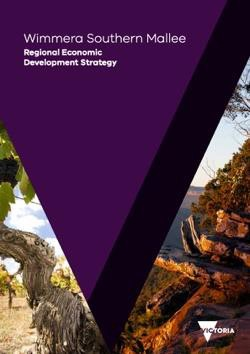 Wimmera Southern Mallee
Regional Economic
Development Strategy
VICTORIA